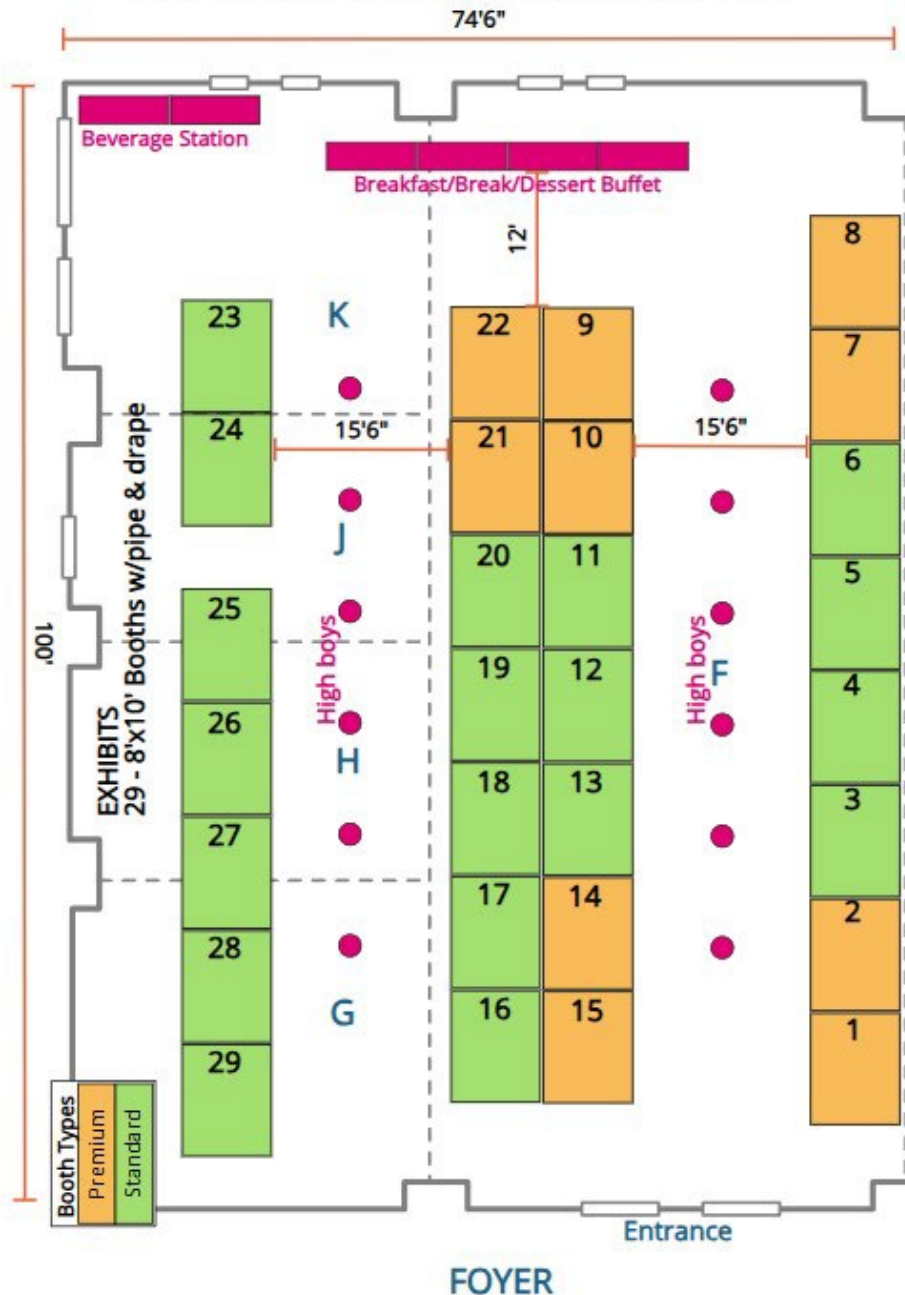 74'6"
Beverage Station
Breakfast/Break/Dessert Buffet
12'
8
23
K
22
9
7
24
15'6"
21
10
15'6"
6
J
20
11
5
25
High boys
19
12
High boys
F
4
26
H
18
13
3
27
17
14
2
28
G
16
15
1
29
100'
EXHIBITS
29 - 8'x10' Booths w/pipe & drape
Booth Types
Premium
Standard
Entrance
FOYER